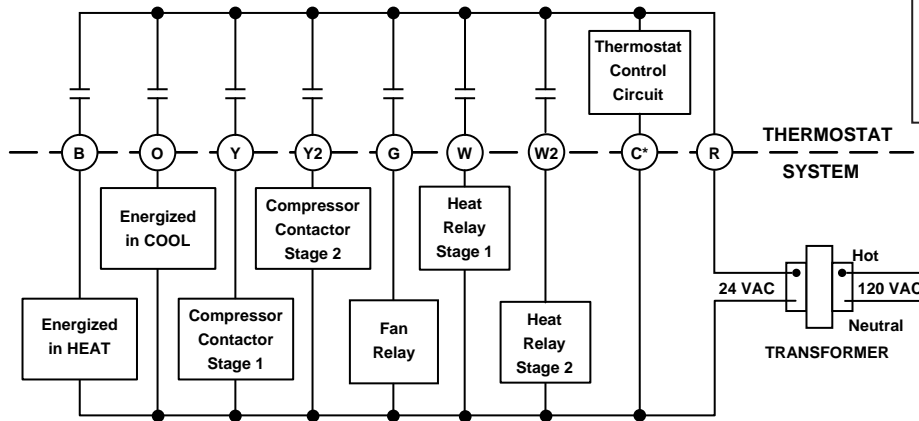 Thermostat
Control
Circuit
B
O
Y
Y2
G
W
W2
C*
R
THERMOSTAT
SYSTEM
Energized
in COOL
Compressor
Contactor
Stage 2
Heat
Relay
Stage 1
Energized
in HEAT
Compressor
Contactor
Stage 1
Fan
Relay
Heat
Relay
Stage 2
24 VAC
Hot
120 VAC
Neutral
TRANSFORMER